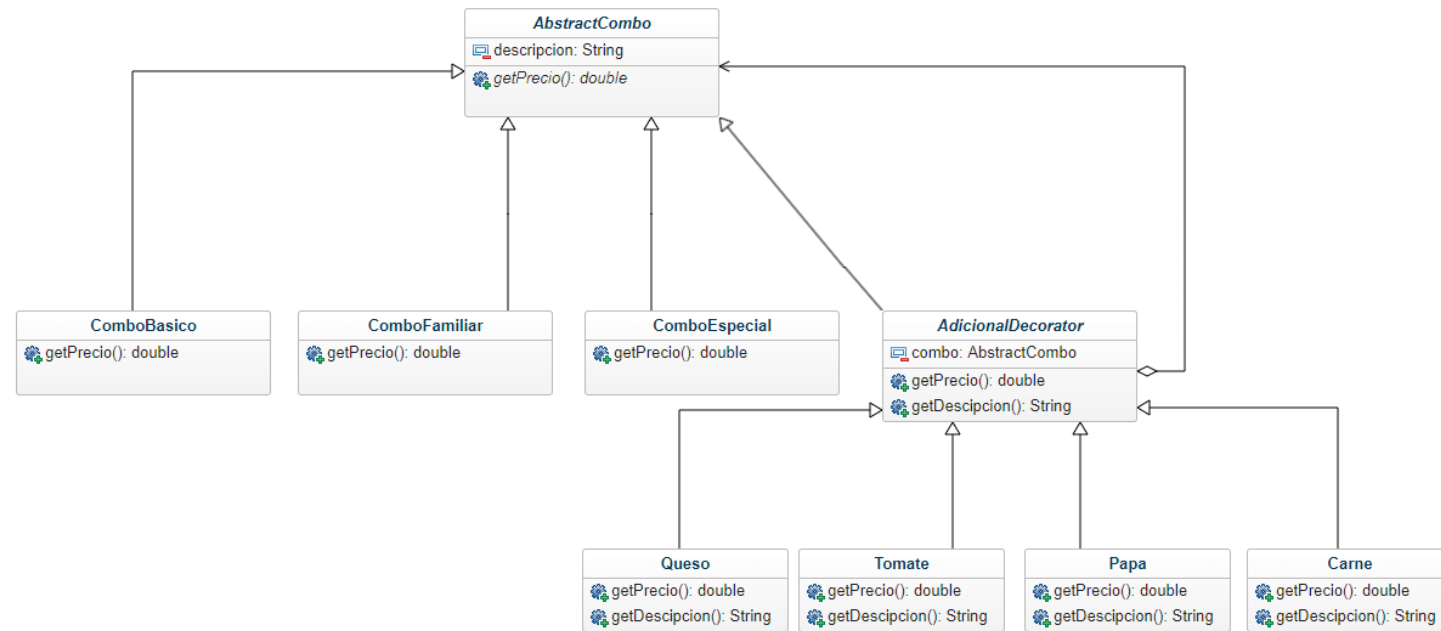 AbstractCombo
descripcion: String
getPrecio(): double
ComboBasico
getPrecio(): double
ComboFamiliar
getPrecio(): double
ComboEspecial
getPrecio(): double
AdicionalDecorator
combo: AbstractCombo
getPrecio(): double
getDescipcion(): String
Queso
getPrecio(): double
getDescipcion(): String
Tomate
getPrecio(): double
getDescipcion(): String
Papa
getPrecio(): double
getDescipcion(): String
Carne
getPrecio(): double
getDescipcion(): String